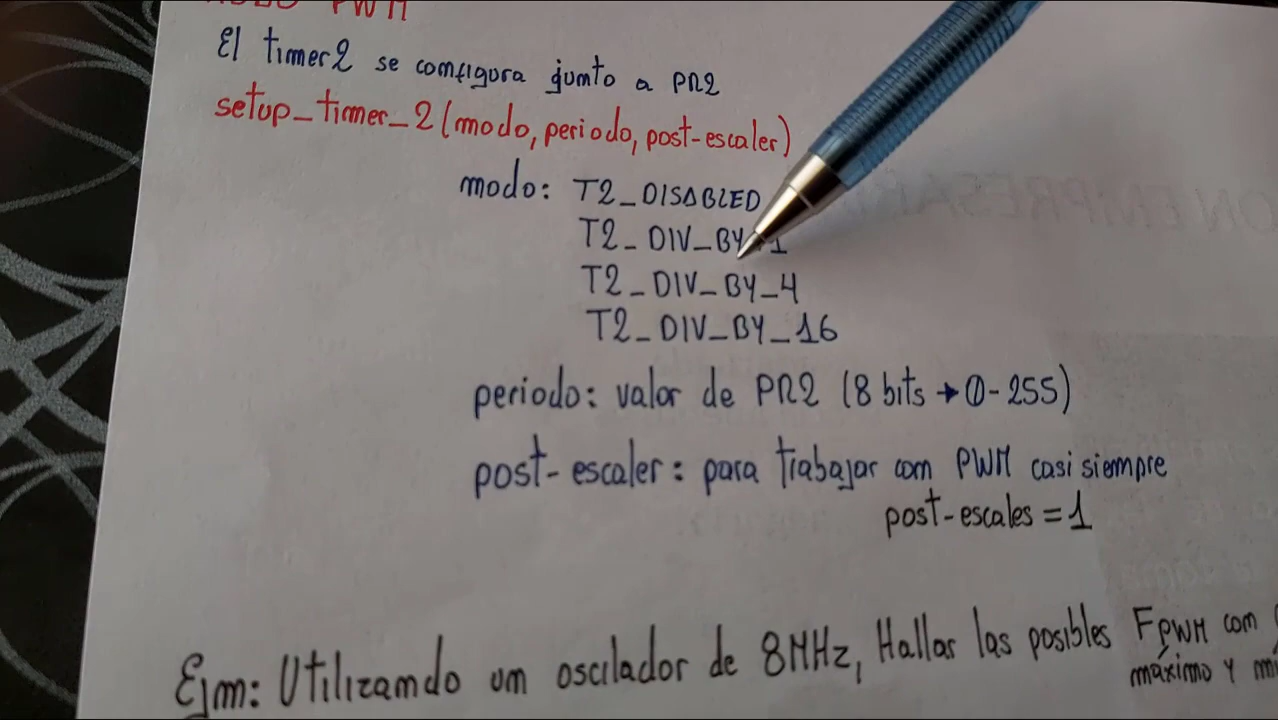 PWM
El timer2 se configura junto a PR2
setup_timer_2(modo, periodo, post-escaler)
modo: T2_DISABLED
T2_DIV_BY_1
T2_DIV_BY_4
T2_DIV_BY_16
periodo: valor de PR2 (8 bits → 0-255)
post-escaler: para trabajar con PWM casi siempre
post-escales = 1
Ejm: Utilizando un oscilador de 8MHz, Hallar las posibles FPWM con
máximo y